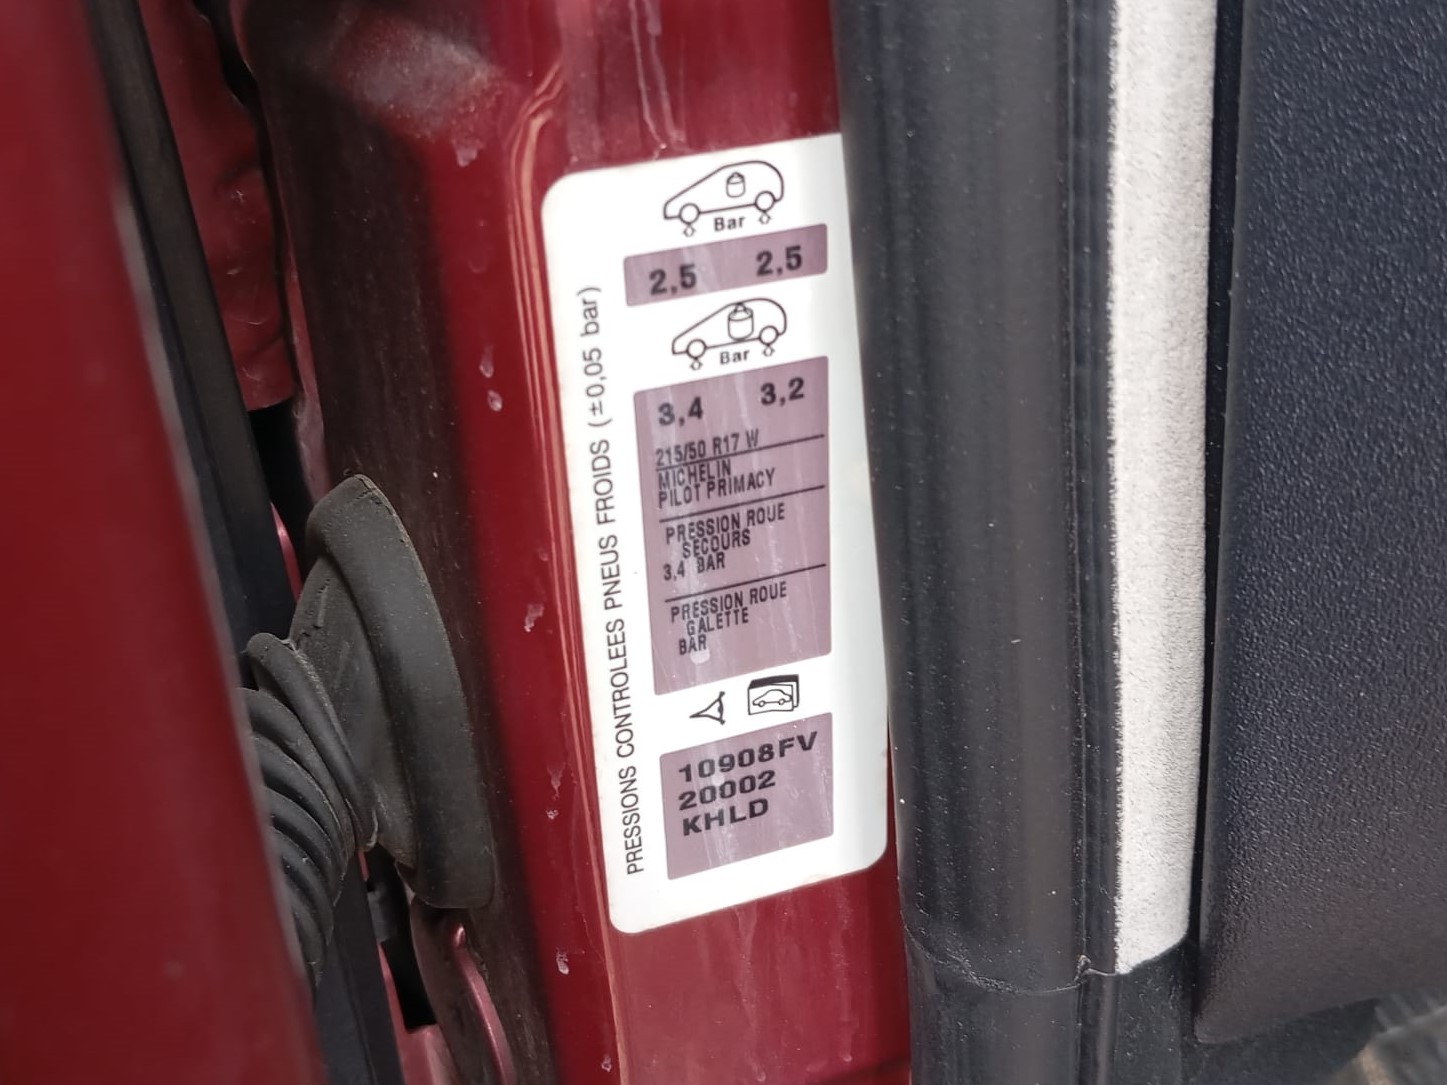 PRESSIONS CONTROLEES PNEUS FROIDS (±0,05 bar)
Bar
2,5 2,5
Bar
3,4 3,2
215/50 R17 W
MICHELIN
PILOT PRIMACY
PRESSION ROUE
SECOURS
3,4 BAR
PRESSION ROUE
GALETTE
BAR
10908FV
20002
KHLD